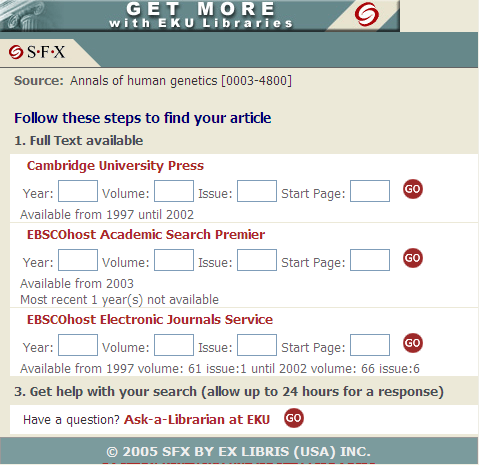 GET MORE
with EKU Libraries
S·F·X
Source: Annals of human genetics [0003-4800]
Follow these steps to find your article
1. Full Text available
Cambridge University Press
Year: Volume: Issue: Start Page: GO
Available from 1997 until 2002
EBSCOhost Academic Search Premier
Year: Volume: Issue: Start Page: GO
Available from 2003
Most recent 1 year(s) not available
EBSCOhost Electronic Journals Service
Year: Volume: Issue: Start Page: GO
Available from 1997 volume: 61 issue:1 until 2002 volume: 66 issue:6
3. Get help with your search (allow up to 24 hours for a response)
Have a question? Ask-a-Librarian at EKU GO
© 2005 SFX BY EX LIBRIS (USA) INC.